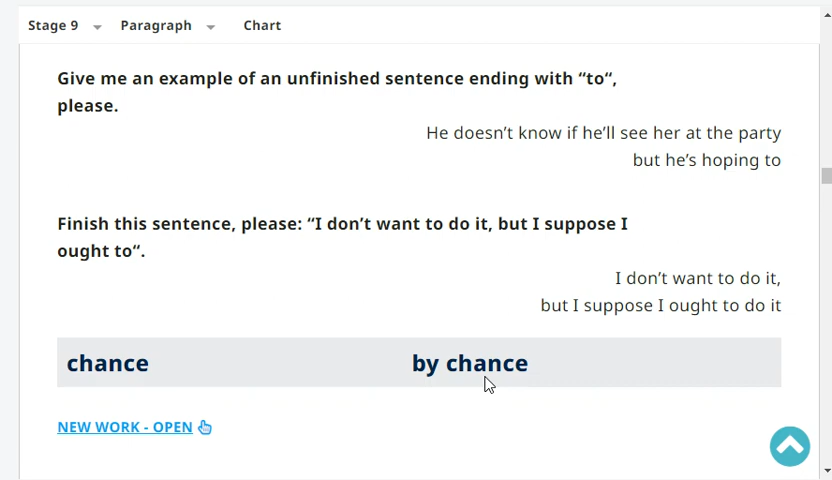 Stage 9 Paragraph Chart
Give me an example of an unfinished sentence ending with “to“,
please.
He doesn’t know if he’ll see her at the party
but he’s hoping to
Finish this sentence, please: “I don’t want to do it, but I suppose I
ought to“.
I don’t want to do it,
but I suppose I ought to do it
chance by chance
NEW WORK - OPEN